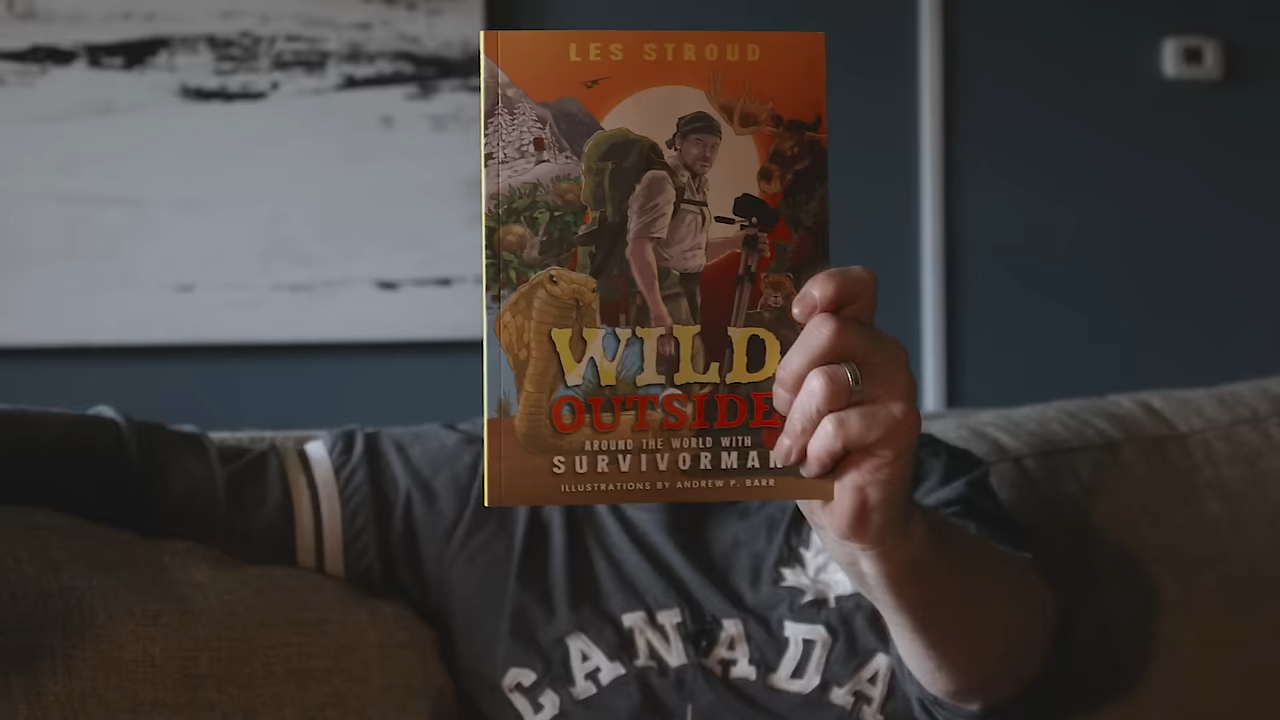 LES STROUD
WILD
OUTSIDE
AROUND THE WORLD WITH
SURVIVORMAN
ILLUSTRATIONS BY ANDREW P. BARR
CANADA